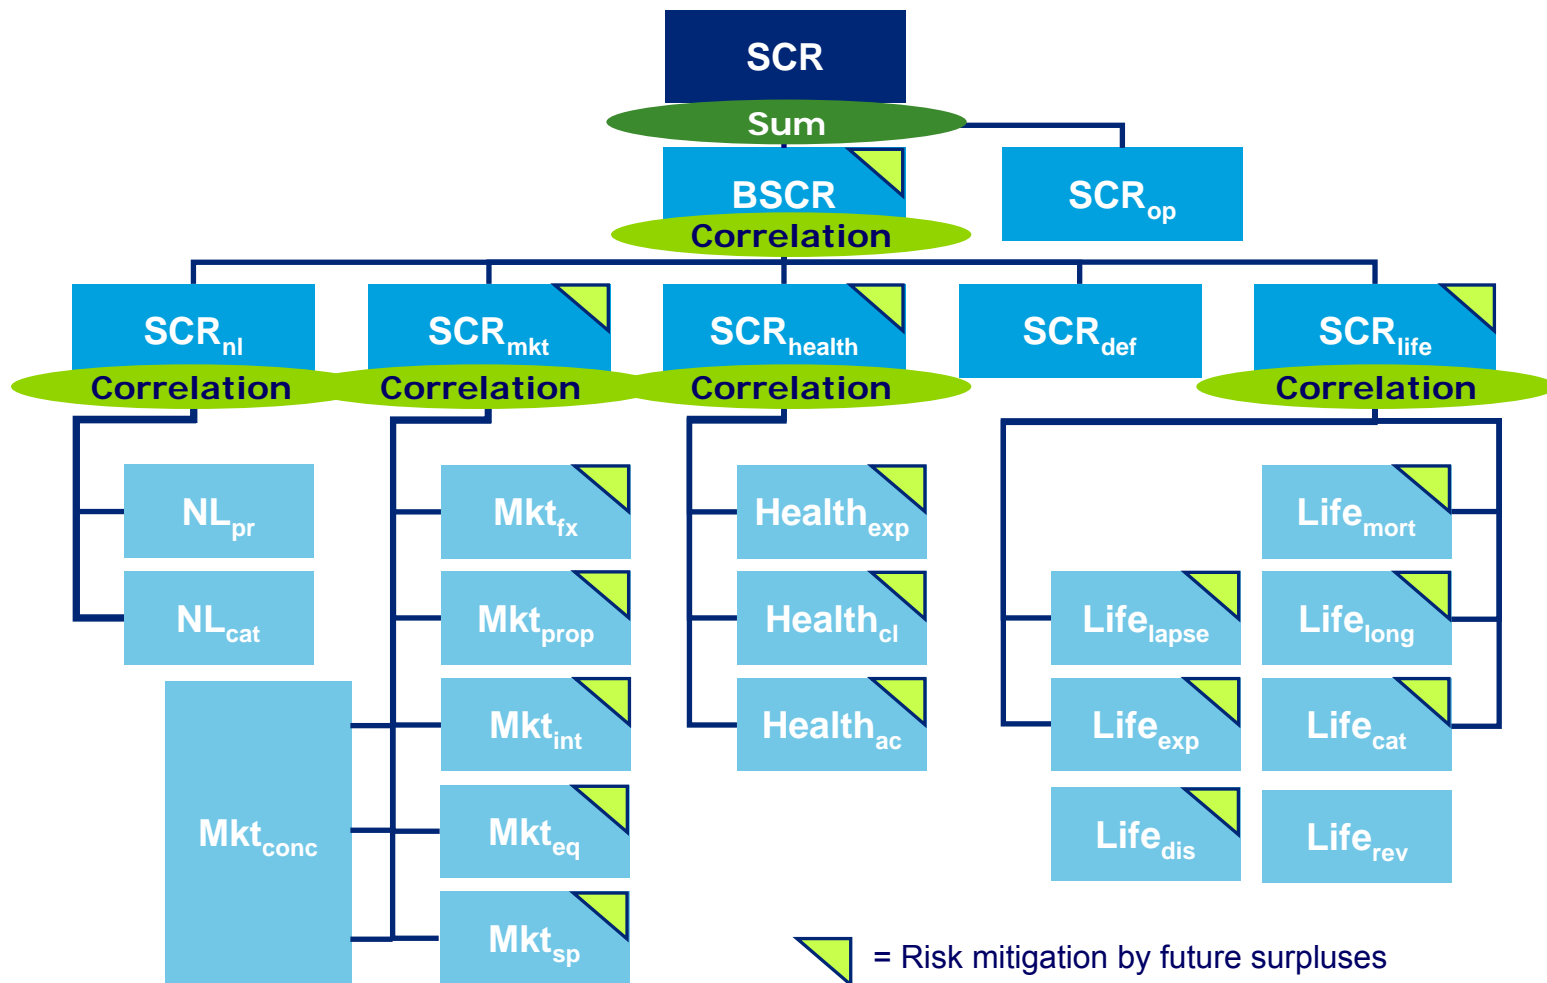 SCR
Sum
BSCR
SCRop
Correlation
SCRnl
SCRmkt
SCRhealth
SCRdef
SCRlife
Correlation
Correlation
Correlation
Correlation
NLpr
Mktfx
Healthexp
Lifemort
NLcat
Mktprop
Healthcl
Lifelapse
Lifelong
Mktint
Healthac
Lifeexp
Lifecat
Mktconc
Mkteq
Lifedis
Liferev
Mktsp
= Risk mitigation by future surpluses